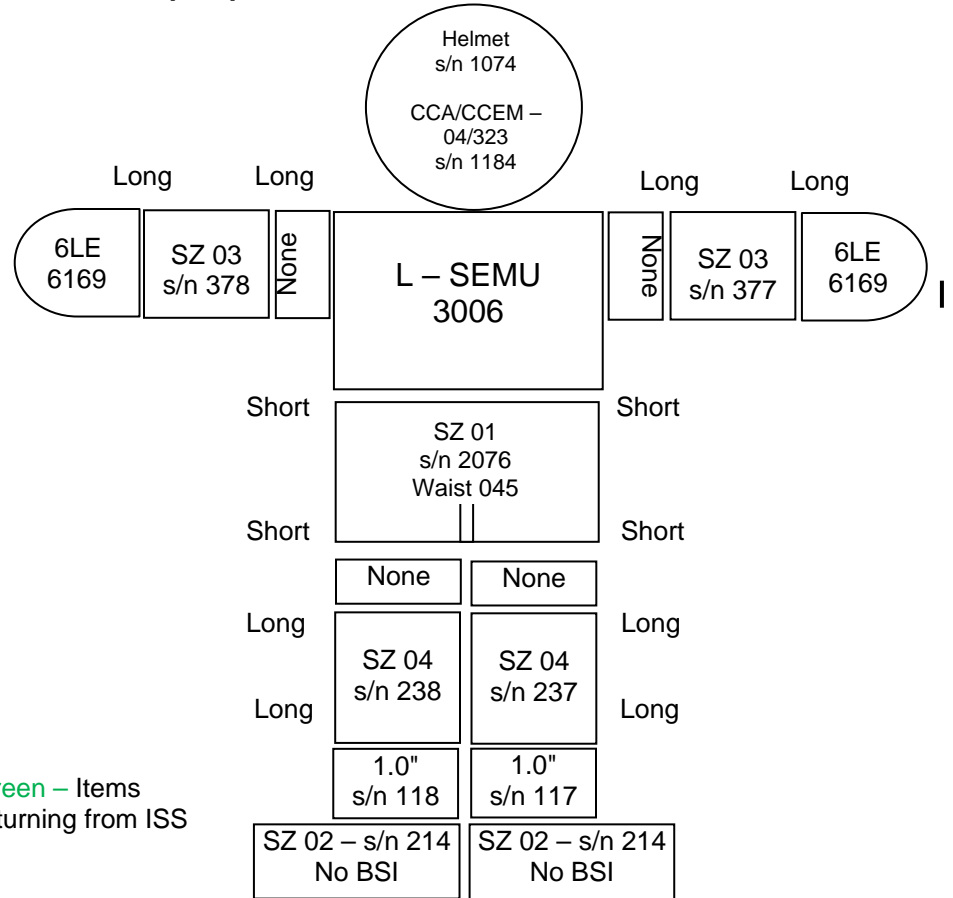 Helmet
s/n 1074
CCA/CCEM –
04/323
s/n 1184
Long Long Long Long
6LE
6169
SZ 03
s/n 378
None
L – SEMU
3006
None
SZ 03
s/n 377
6LE
6169
Short Short
SZ 01
s/n 2076
Waist 045
Short Short
None None
Long Long
SZ 04
s/n 238
SZ 04
s/n 237
Long Long
1.0"
s/n 118
1.0"
s/n 117
reen – Items
turning from ISS
SZ 02 – s/n 214
No BSI
SZ 02 – s/n 214
No BSI